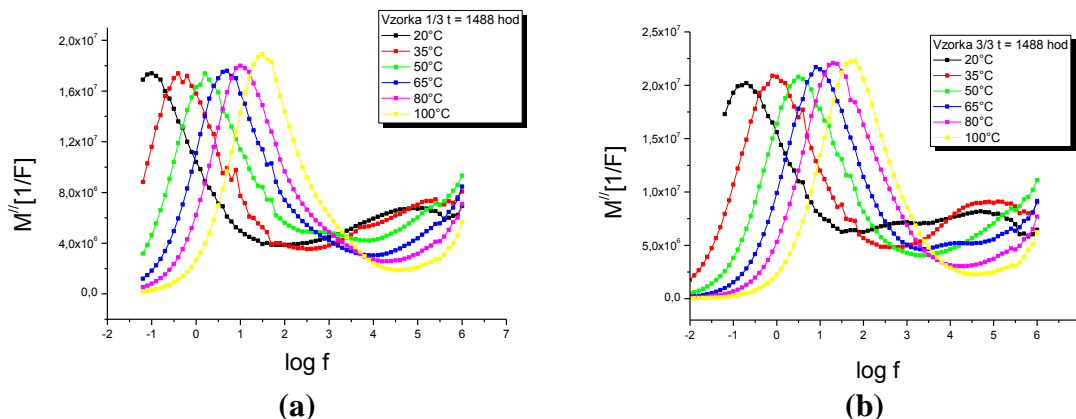 Vzorka 1/3 t = 1488 hod
20°C
35°C
50°C
65°C
80°C
100°C
2,0x10⁷
1,6x10⁷
1,2x10⁷
8,0x10⁶
4,0x10⁶
0,0
M//[1/F]
-2 -1 0 1 2 3 4 5 6 7
log f
(a)
Vzorka 3/3 t = 1488 hod
20°C
35°C
50°C
65°C
80°C
100°C
2,5x10⁷
2,0x10⁷
1,5x10⁷
1,0x10⁷
5,0x10⁶
0,0
M//[1/F]
-2 -1 0 1 2 3 4 5 6
log f
(b)